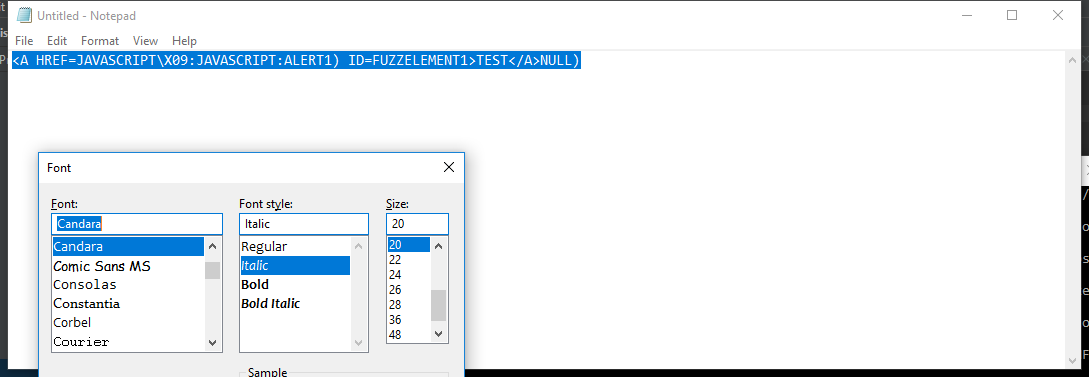 Untitled - Notepad
File Edit Format View Help
<A HREF=JAVASCRIPT\X09:JAVASCRIPT:ALERT1) ID=FUZZELEMENT1>TEST</A>NULL)
Font
Font: Font style: Size:
Candara Italic 20
Candara Regular 20
Comic Sans MS Italic 22
Consolas Bold 24
Constantia Bold Italic 26
Corbel 28
Courier 36
48
Sample